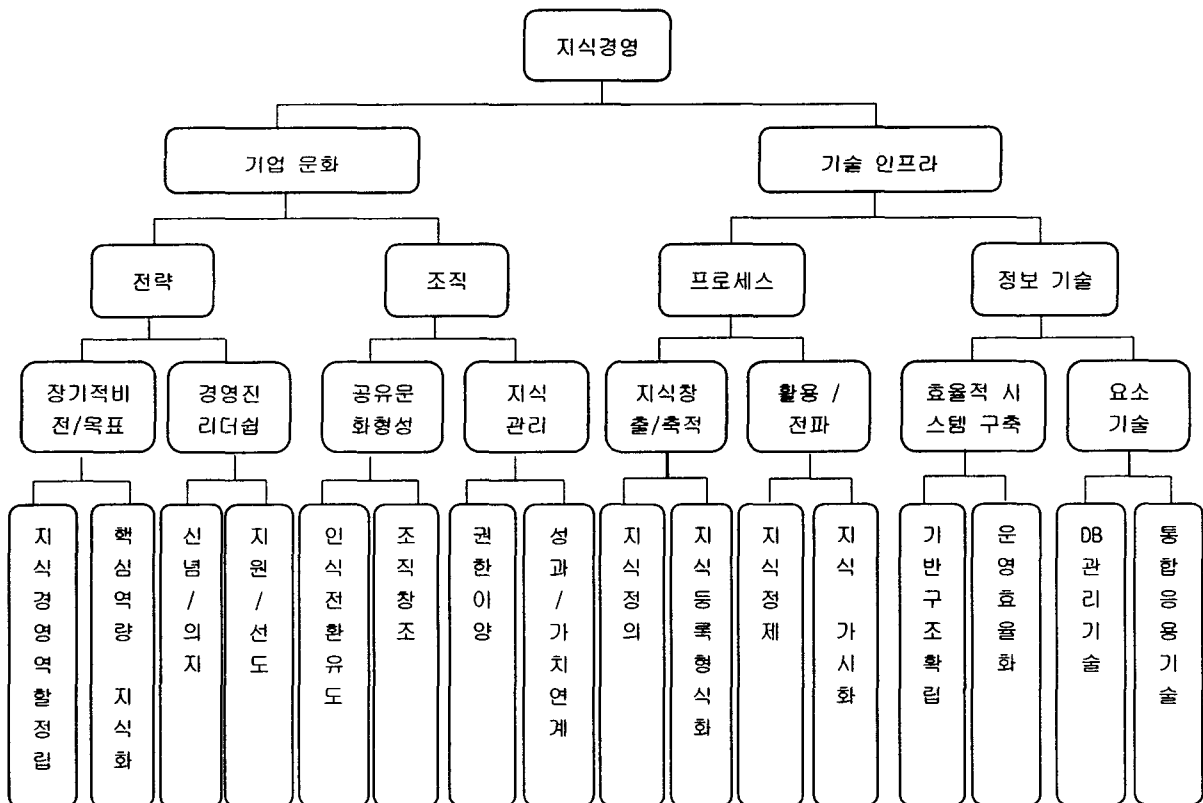 지식경영
기업 문화
기술 인프라
전략
조직
프로세스
정보 기술
장기적비
전/목표
경영진
리더쉽
공유문
화형성
지식
관리
지식창
출/축적
활용 /
전파
효율적 시
스템 구축
요소
기술
지식경영역할정립
핵심역량 지식화
신념/의지
지원/선도
인식전환유도
조직창조
권한이양
성과/가치연계
지식정의
지식등록형식화
지식정제
지식 가시화
기반구조확립
운영효율화
DB관리기술
통합응용기술